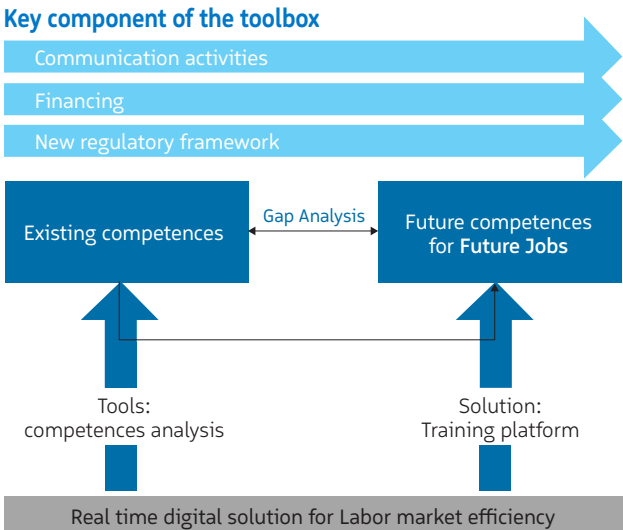 Key component of the toolbox
Communication activities
Financing
New regulatory framework
Existing competences
Gap Analysis
Future competences
for Future Jobs
Tools:
competences analysis
Solution:
Training platform
Real time digital solution for Labor market efficiency